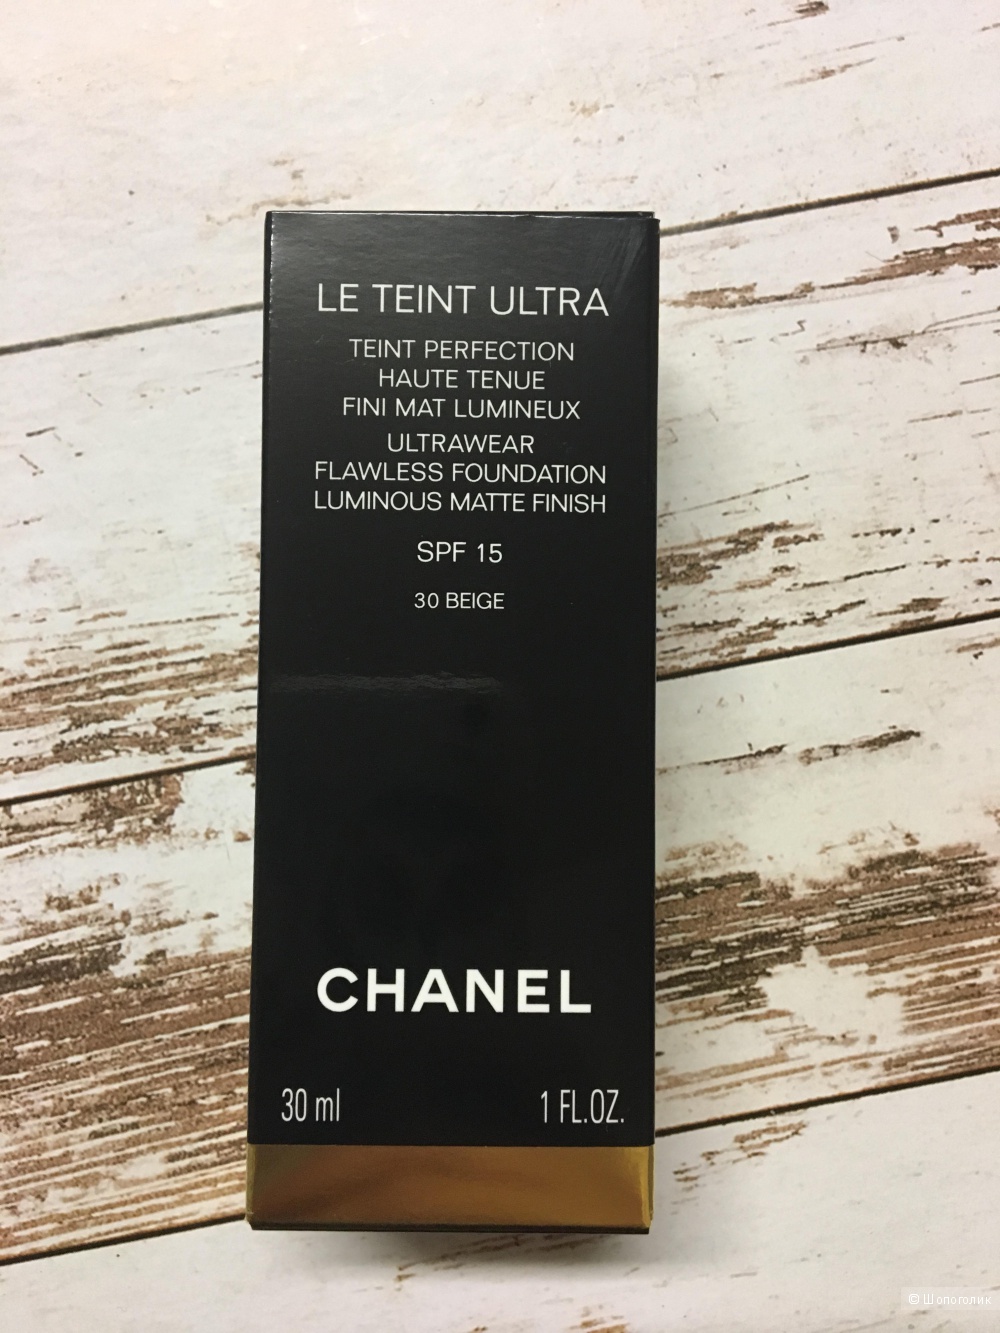 LE TEINT ULTRA
TEINT PERFECTION
HAUTE TENUE
FINI MAT LUMINEUX
ULTRAWEAR
FLAWLESS FOUNDATION
LUMINOUS MATTE FINISH
SPF 15
30 BEIGE
CHANEL
30 ml 1 FL.OZ.
© Шопоголик